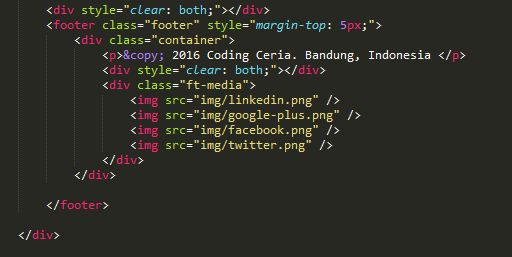 <div style="clear: both;"></div>
<footer class="footer" style="margin-top: 5px;">
<div class="container">
<p>&copy; 2016 Coding Ceria. Bandung, Indonesia </p>
<div style="clear: both;"></div>
<div class="ft-media">
<img src="img/linkedin.png" />
<img src="img/google-plus.png" />
<img src="img/facebook.png" />
<img src="img/twitter.png" />
</div>
</div>
</footer>
</div>